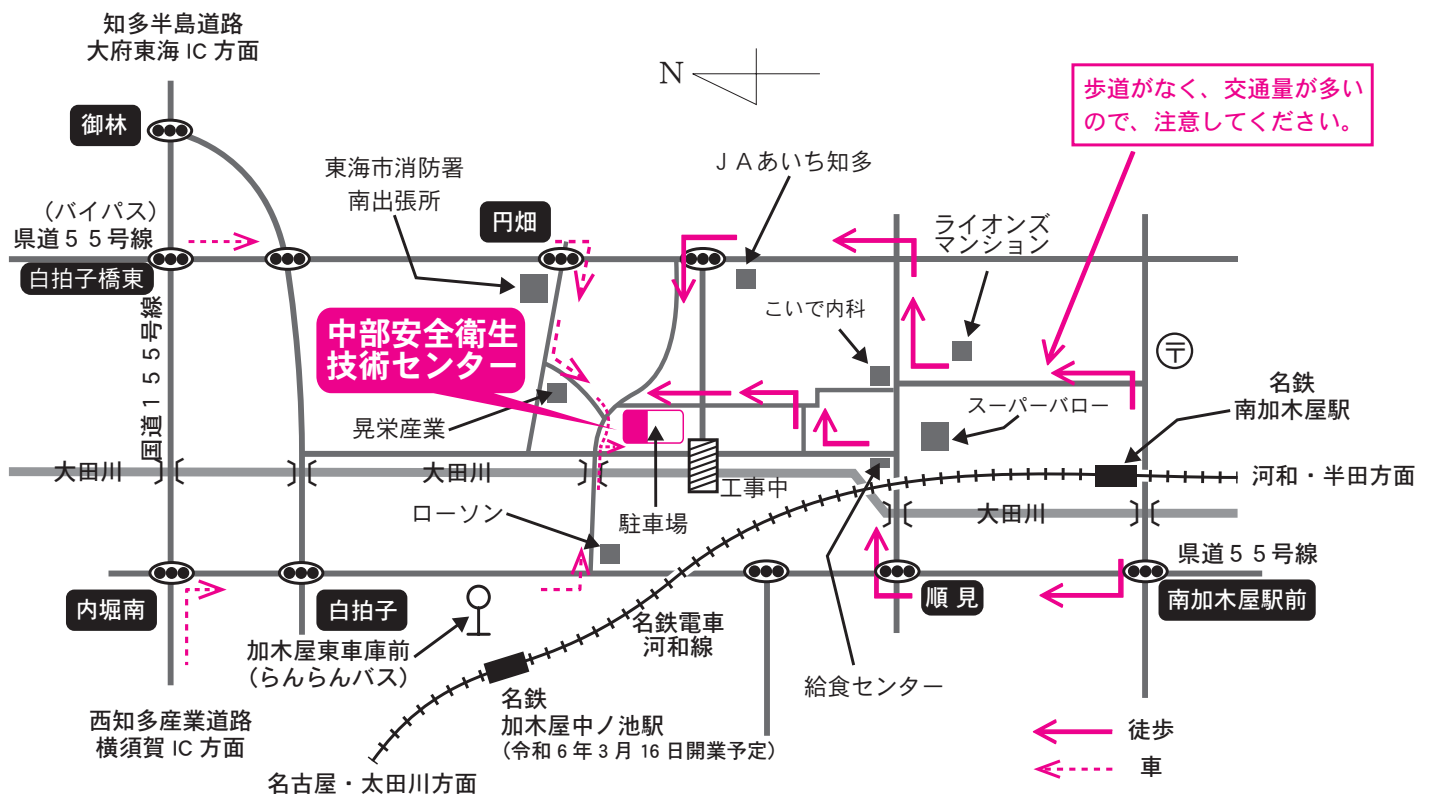 知多半島道路
大府東海 IC 方面
N
歩道がなく、交通量が多い
ので、注意してください。
御林
東海市消防署
南出張所
ＪＡあいち知多
円畑
(バイパス)
県道５５号線
白拍子橋東
ライオンズ
マンション
国道１５５号線
中部安全衛生
技術センター
こいで内科
〒
名鉄
南加木屋駅
スーパーバロー
晃栄産業
大田川
大田川
工事中
河和・半田方面
ローソン
駐車場
大田川
県道５５号線
内堀南
白拍子
順見
南加木屋駅前
加木屋東車庫前
(らんらんバス)
名鉄電車
河和線
給食センター
名鉄
加木屋中ノ池駅
(令和 6 年 3 月 16 日開業予定)
西知多産業道路
横須賀 IC 方面
名古屋・太田川方面
徒歩
車